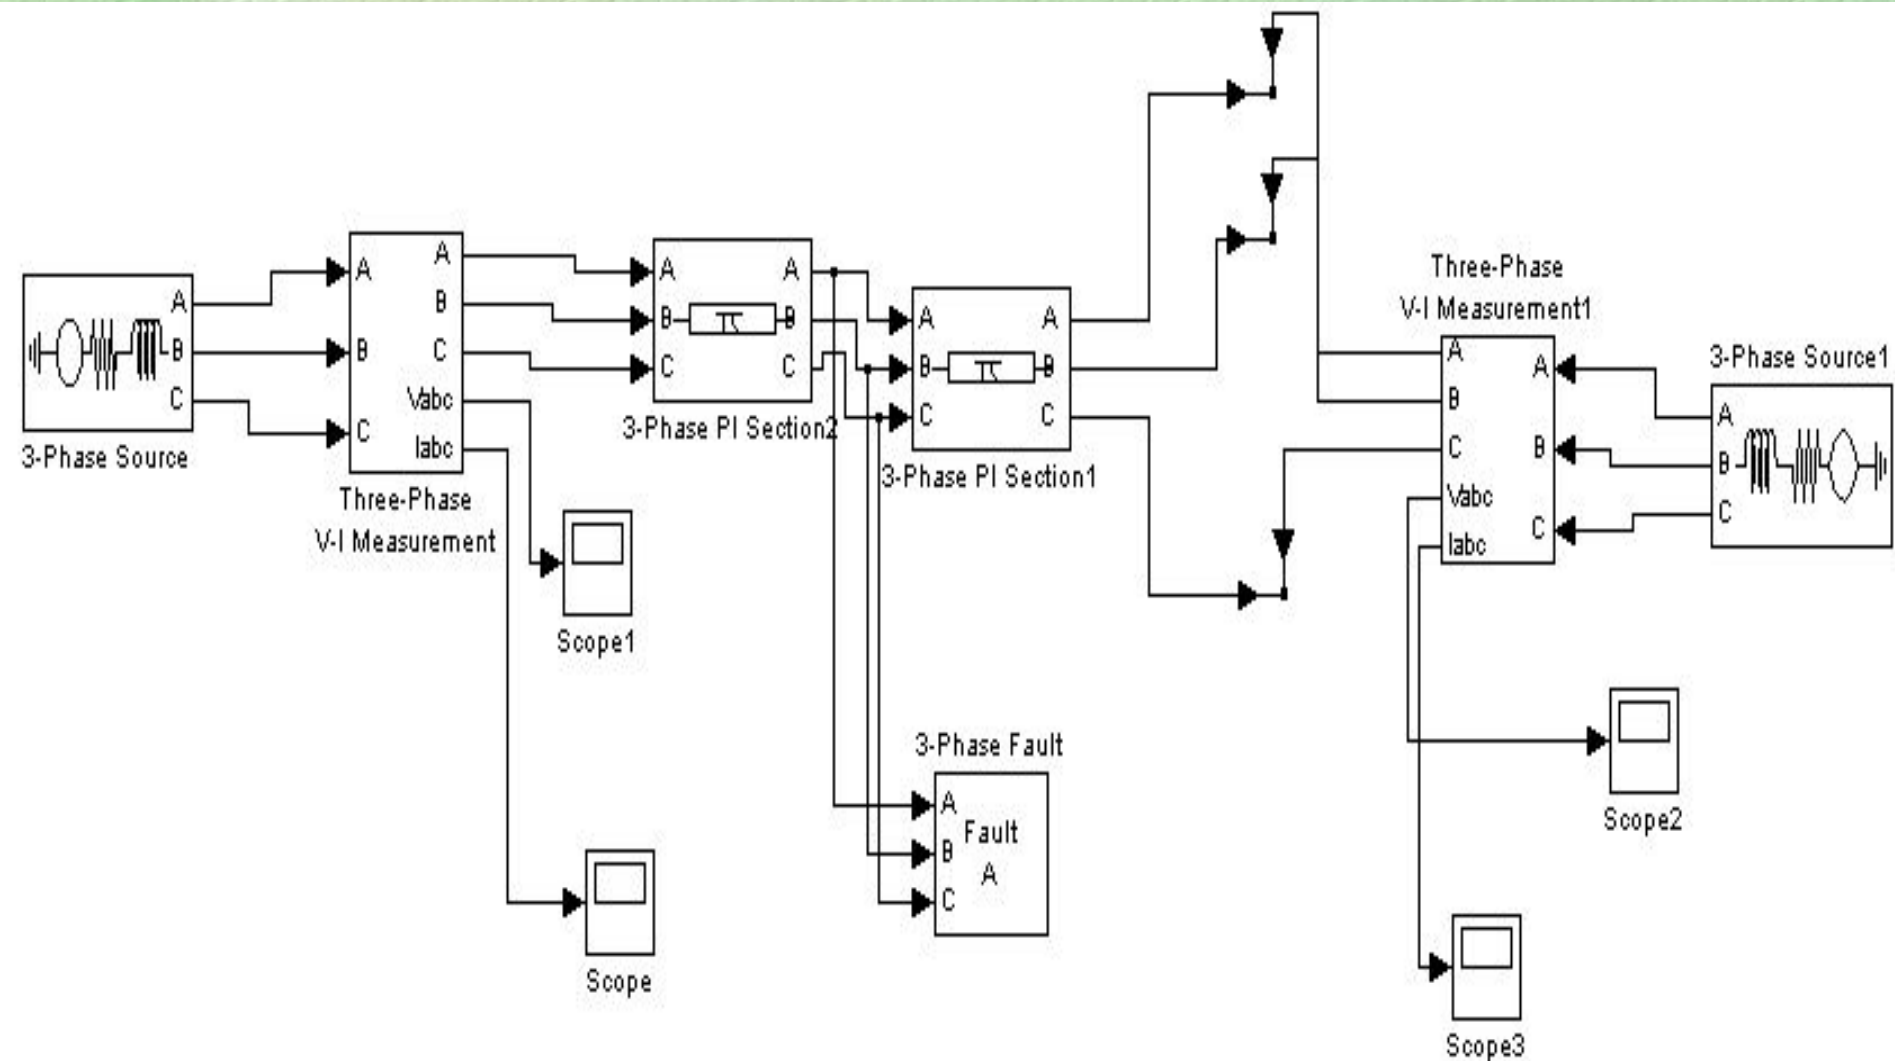 A
B
C
3-Phase Source
A
B
C
A
B
C
Vabc
Iabc
Three-Phase
V-I Measurement
Scope1
Scope
A
B
C
A
B
C
3-Phase PI Section2
A
B
C
A
B
C
3-Phase PI Section1
3-Phase Fault
A
B
C
Fault
A
Three-Phase
V-I Measurement1
A
B
C
Vabc
Iabc
A
B
C
3-Phase Source1
A
B
C
Scope2
Scope3